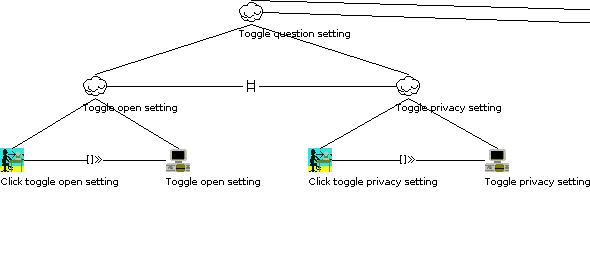 Toggle question setting
Toggle open setting
|=|
Toggle privacy setting
[]»
[]»
Click toggle open setting
Toggle open setting
Click toggle privacy setting
Toggle privacy setting